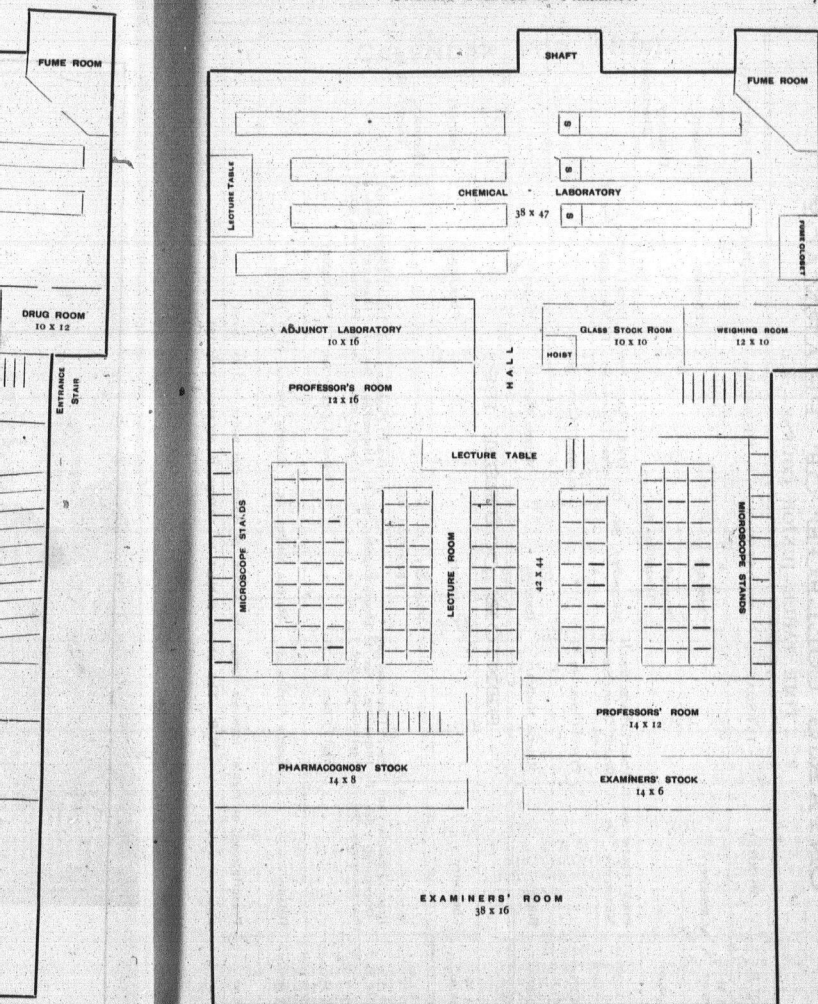 FUME ROOM
DRUG ROOM
10 X 12
ENTRANCE
STAIR
SHAFT
FUME ROOM
S
S
S
LECTURE TABLE
CHEMICAL LABORATORY
38 X 47
FUME CLOSET
ADJUNCT LABORATORY
10 X 16
GLASS STOCK ROOM
10 X 10
WEIGHING ROOM
12 X 10
HOIST
HALL
PROFESSOR'S ROOM
12 X 16
LECTURE TABLE
MICROSCOPE STANDS
LECTURE ROOM
42 X 44
MICROSCOPE STANDS
PROFESSORS' ROOM
14 X 12
PHARMACOGNOSY STOCK
14 X 8
EXAMINERS' STOCK
14 X 6
EXAMINERS' ROOM
38 X 16